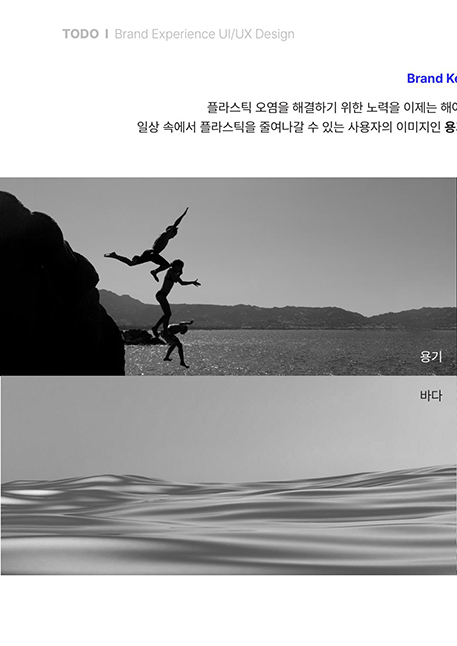 TODO I Brand Experience UI/UX Design
Brand
플라스틱 오염을 해결하기 위한 노력을 이제는
일상 속에서 플라스틱을 줄여나갈 수 있는 사용자의 이미지인
용기
바다